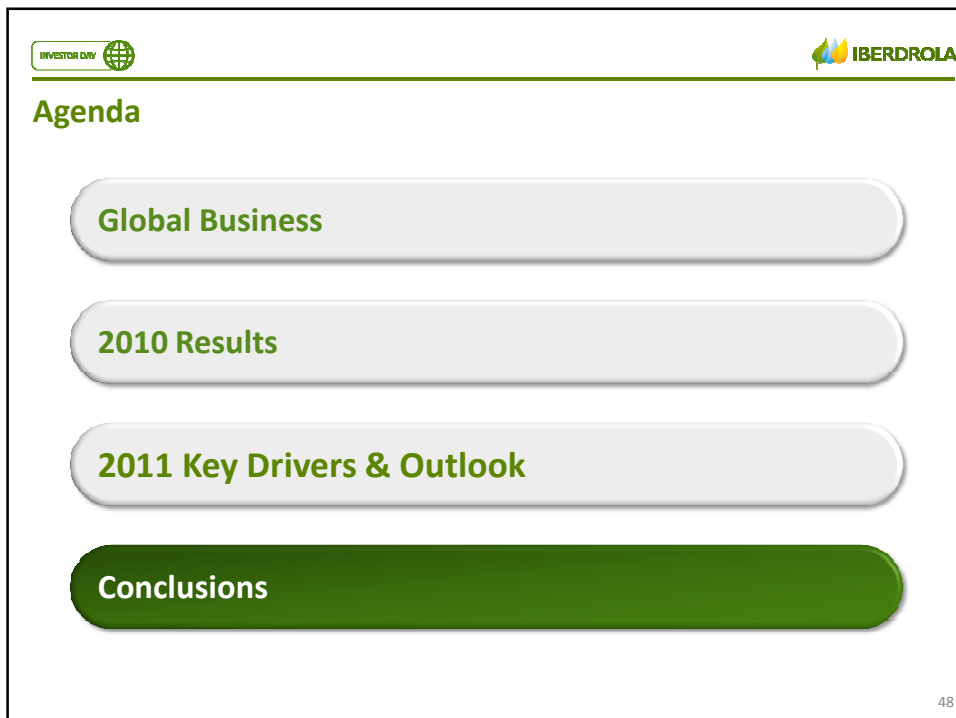 INVESTOR DAY
IBERDROLA
Agenda
Global Business
2010 Results
2011 Key Drivers & Outlook
Conclusions
48